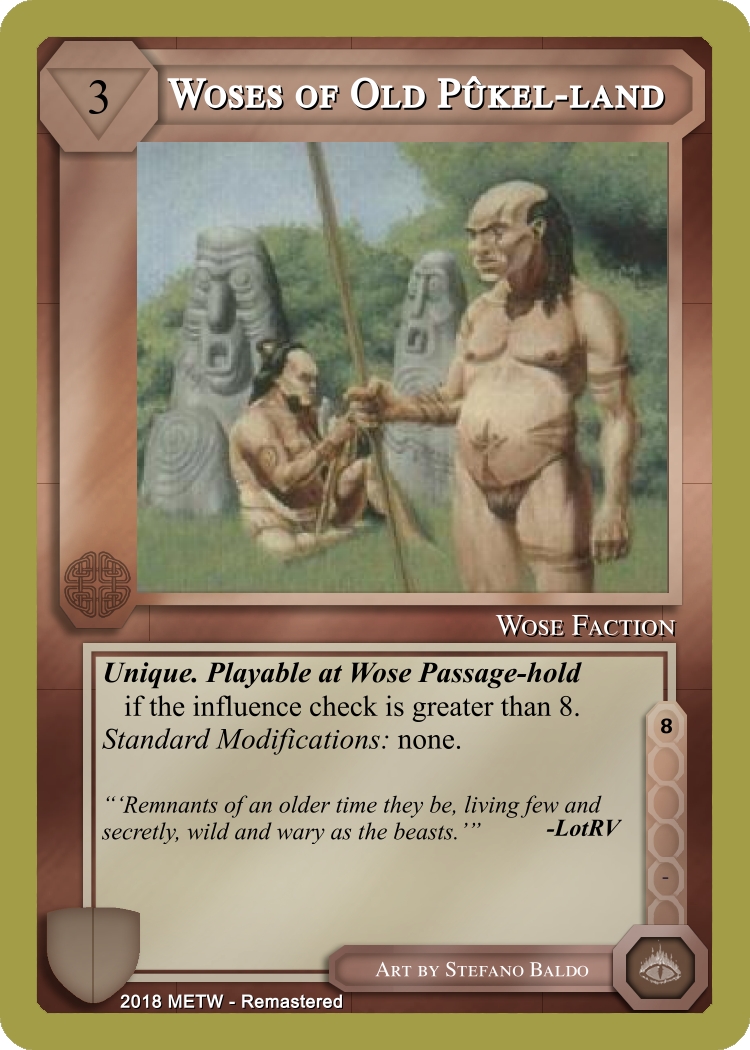 3
WOSES OF OLD PÛKEL-LAND
WOSE FACTION
Unique. Playable at Wose Passage-hold
if the influence check is greater than 8.
Standard Modifications: none.
8
“‘Remnants of an older time they be, living few and
secretly, wild and wary as the beasts.’” -LotRV
-
ART BY STEFANO BALDO
2018 METW - Remastered